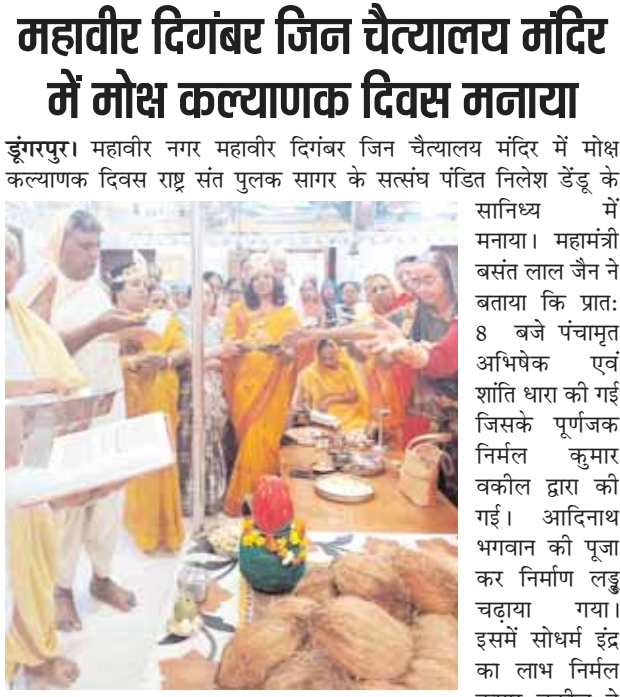 महावीर दिगंबर जिन चैत्यालय मंदिर
में मोक्ष कल्याणक दिवस मनाया
डूंगरपुर। महावीर नगर महावीर दिगंबर जिन चैत्यालय मंदिर में मोक्ष
कल्याणक दिवस राष्ट्र संत पुलक सागर के सत्संघ पंडित निलेश डेंडू के
सानिध्य में
मनाया। महामंत्री
बसंत लाल जैन ने
बताया कि प्रात:
8 बजे पंचामृत
अभिषेक एवं
शांति धारा की गई
जिसके पूर्णजक
निर्मल कुमार
वकील द्वारा की
गई। आदिनाथ
भगवान की पूजा
कर निर्माण लड्डू
चढ़ाया गया।
इसमें सोधर्म इंद्र
का लाभ निर्मल